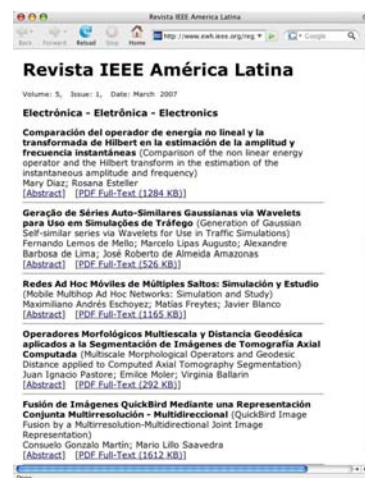 Revista IEEE America Latina
Back Forward Reload Stop Home http://www.ewh.ieee.org/reg Google
Revista IEEE América Latina
Volume: 5, Issue: 1, Date: March 2007
Electrónica - Eletrônica - Electronics
Comparación del operador de energía no lineal y la
transformada de Hilbert en la estimación de la amplitud y
frecuencia instantáneas (Comparison of the non linear energy
operator and the Hilbert transform in the estimation of the
instantaneous amplitude and frequency)
Mary Diaz; Rosana Esteller
[Abstract] [PDF Full-Text (1284 KB)]
Geração de Séries Auto-Similares Gaussianas via Wavelets
para Uso em Simulações de Tráfego (Generation of Gaussian
Self-similar series via Wavelets for Use in Traffic Simulations)
Fernando Lemos de Mello; Marcelo Lipas Augusto; Alexandre
Barbosa de Lima; José Roberto de Almeida Amazonas
[Abstract] [PDF Full-Text (526 KB)]
Redes Ad Hoc Móviles de Múltiples Saltos: Simulación y Estudio
(Mobile Multihop Ad Hoc Networks: Simulation and Study)
Maximiliano Andrés Eschoyez; Matías Freytes; Javier Blanco
[Abstract] [PDF Full-Text (1165 KB)]
Operadores Morfológicos Multiescala y Distancia Geodésica
aplicados a la Segmentación de Imágenes de Tomografía Axial
Computada (Multiscale Morphological Operators and Geodesic
Distance applied to Computed Axial Tomography Segmentation)
Juan Ignacio Pastore; Emilce Moler; Virginia Ballarin
[Abstract] [PDF Full-Text (292 KB)]
Fusión de Imágenes QuickBird Mediante una Representación
Conjunta Multirresolución - Multidireccional (QuickBird Image
Fusion by a Multiresolution-Multidirectional Joint Image
Representation)
Consuelo Gonzalo Martín; Mario Lillo Saavedra
[Abstract] [PDF Full-Text (1612 KB)]